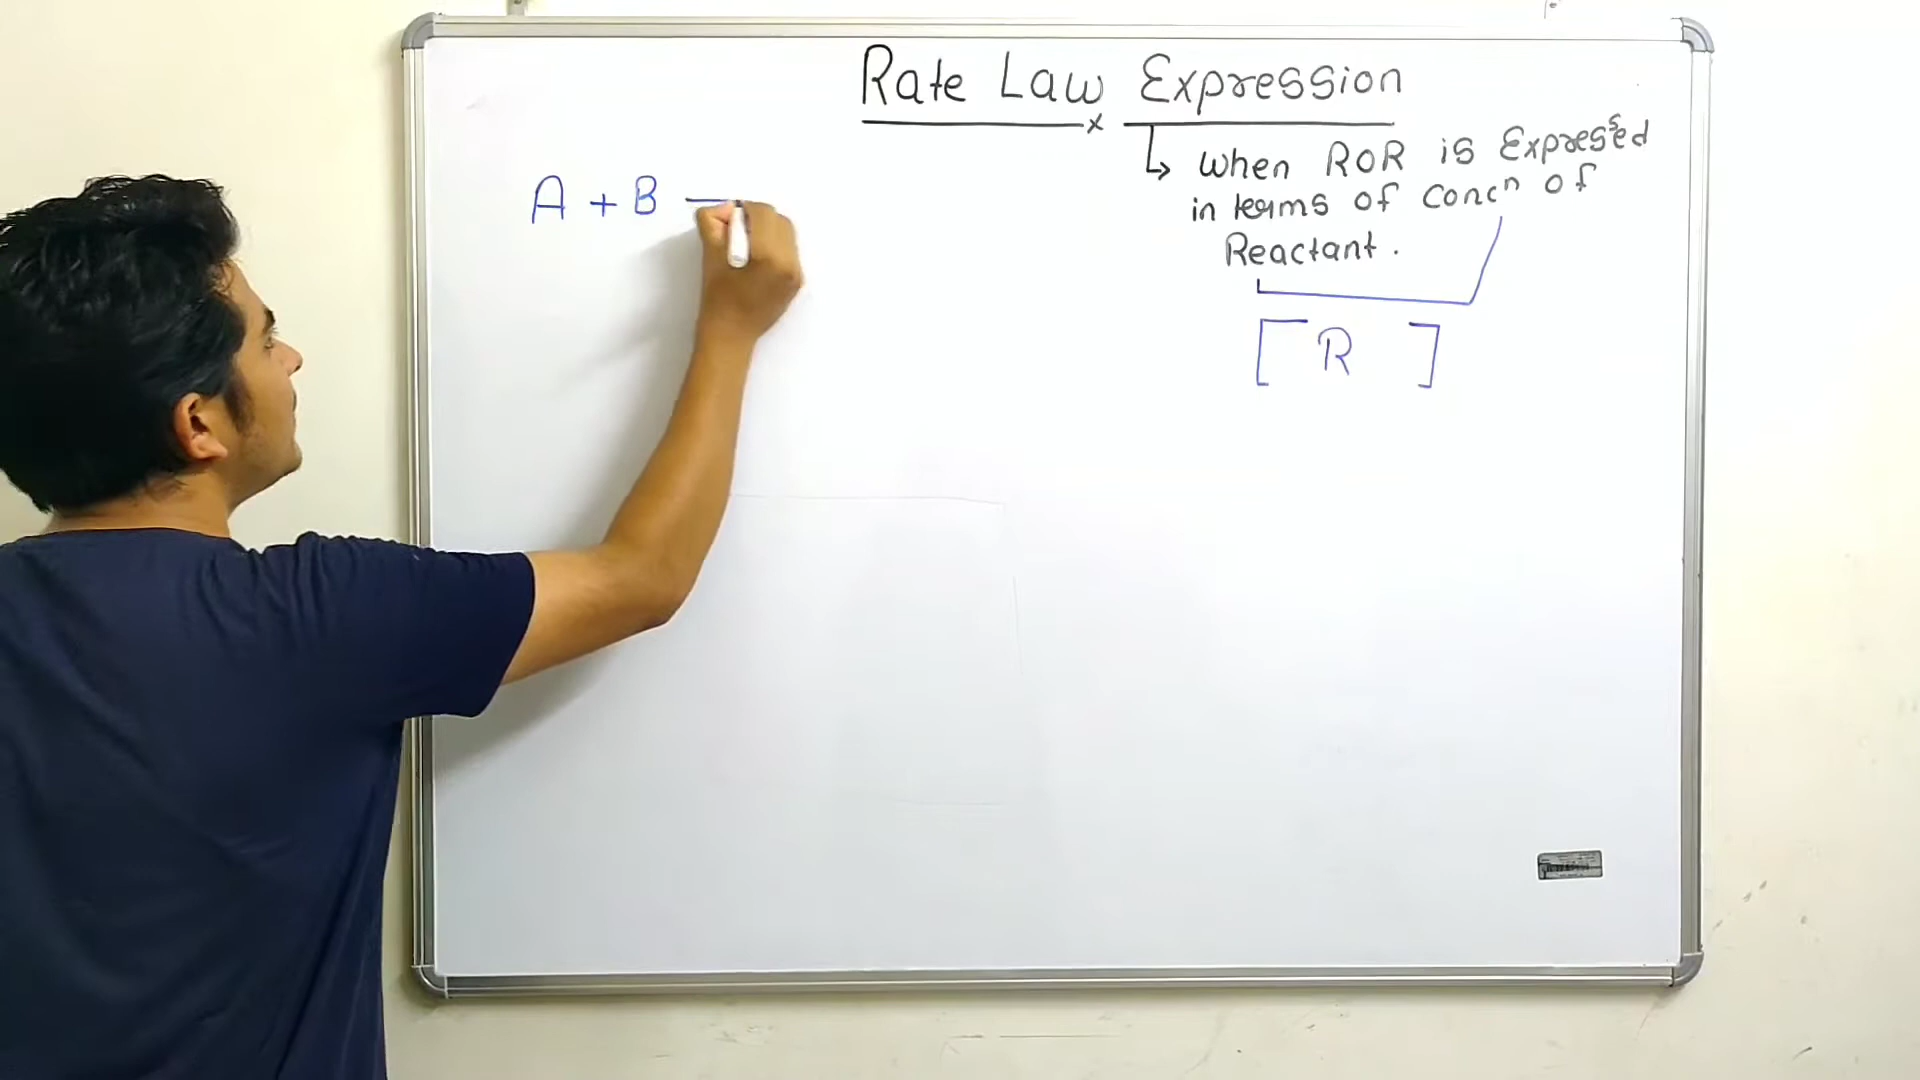 Rate Law Expression
x
↳ when ROR is Expressed
in terms of Concⁿ of
Reactant .
[ R ]
A + B —